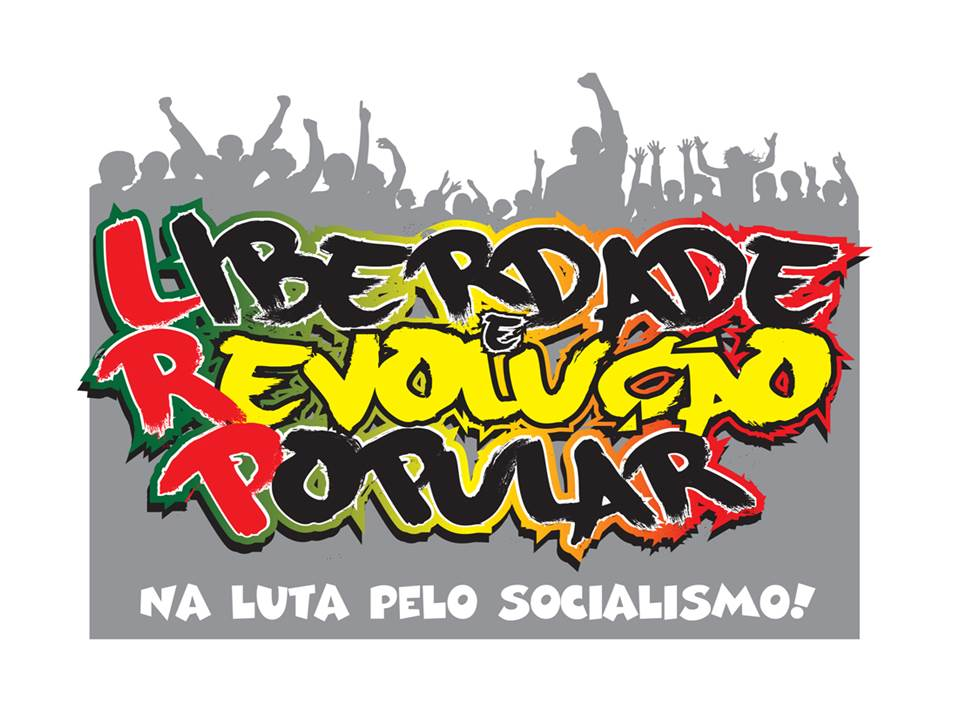 LIBERDADE
E
REVOLUÇÃO
POPULAR
NA LUTA PELO SOCIALISMO!